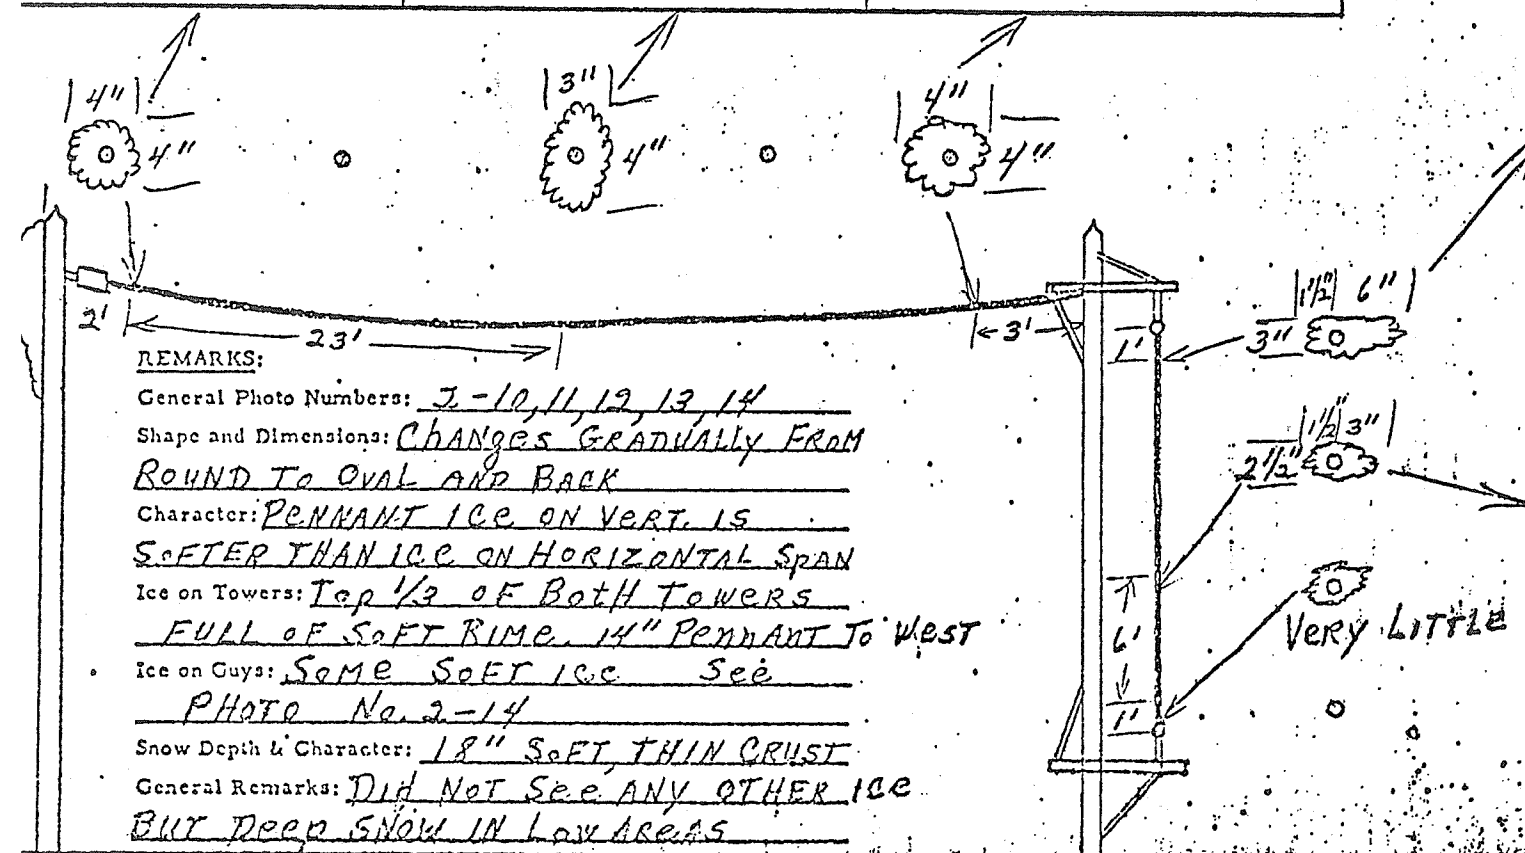 4" 3" 4"
4" 4" 4"
1½" 6"
2' 23' 3' 1' 3"
REMARKS:
General Photo Numbers: 2-10,11,12,13,14
1½" 3"
Shape and Dimensions: CHANGES GRADUALLY FROM
ROUND TO OVAL AND BACK
2½"
Character: PENNANT ICE ON VERT. IS
SOFTER THAN ICE ON HORIZONTAL SPAN
Ice on Towers: TOP 1/3 OF BOTH TOWERS
FULL OF SOFT RIME. 14" PENNANT TO WEST
6'
VERY LITTLE
Ice on Guys: SOME SOFT ICE SEE
PHOTO No. 2-14
1'
Snow Depth & Character: 18" SOFT, THIN CRUST
General Remarks: DID NOT SEE ANY OTHER ICE
BUT DEEP SNOW IN LOW AREAS